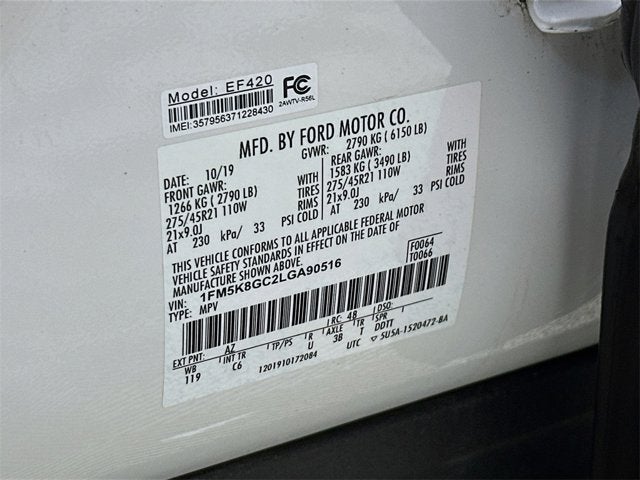 Model: EF420
IMEI: 357956371228430
FC
2AWTV-R56L
MFD. BY FORD MOTOR CO.
DATE: 10/19 GVWR: 2790 KG ( 6150 LB)
FRONT GAWR: WITH REAR GAWR: WITH
1266 KG ( 2790 LB) TIRES 1583 KG ( 3490 LB) TIRES
275/45R21 110W RIMS 275/45R21 110W RIMS
21x9.0J 21x9.0J
AT 230 kPa/ 33 PSI COLD AT 230 kPa/ 33 PSI COLD
THIS VEHICLE CONFORMS TO ALL APPLICABLE FEDERAL MOTOR
VEHICLE SAFETY STANDARDS IN EFFECT ON THE DATE OF
MANUFACTURE SHOWN ABOVE.
VIN: 1FM5K8GC2LGA90516 F0064
TYPE: MPV T0066
EXT PNT: AZ RC: 48 DSO:
WB INT TR TP/PS R AXLE TR SPR
119 C6 U 3B T DDTT
1201910172084 UTC 5U5A-1520472-BA